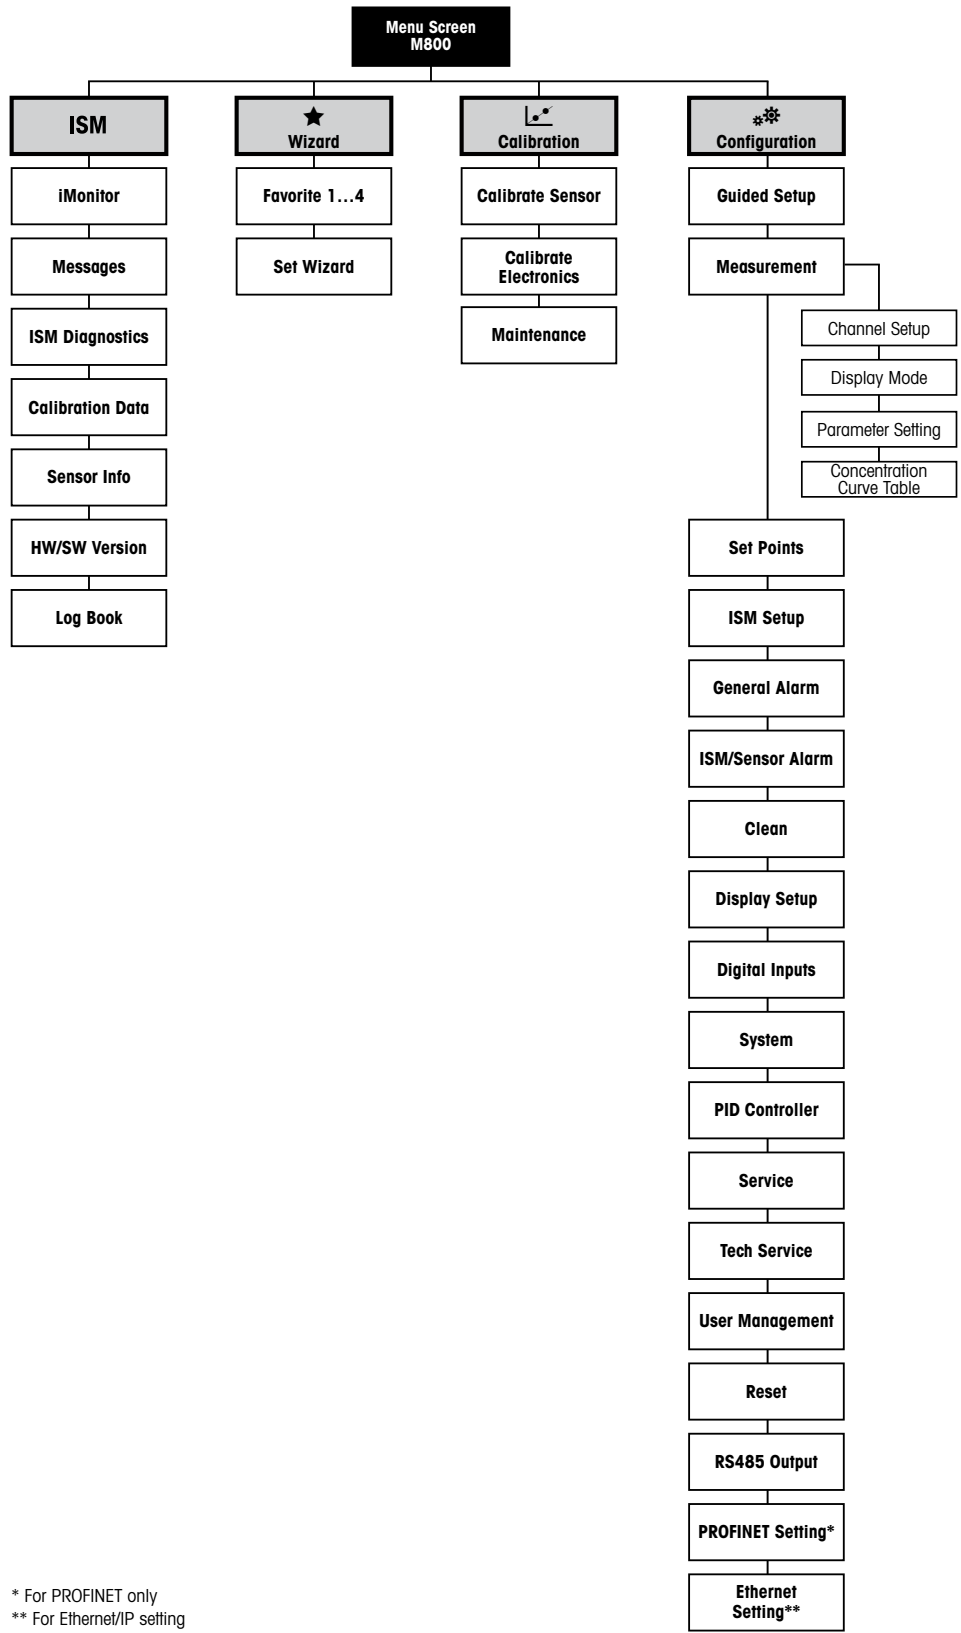 Menu Screen
M800
ISM
iMonitor
Messages
ISM Diagnostics
Calibration Data
Sensor Info
HW/SW Version
Log Book
Wizard
Favorite 1...4
Set Wizard
Calibration
Calibrate Sensor
Calibrate
Electronics
Maintenance
Configuration
Guided Setup
Measurement
Channel Setup
Display Mode
Parameter Setting
Concentration
Curve Table
Set Points
ISM Setup
General Alarm
ISM/Sensor Alarm
Clean
Display Setup
Digital Inputs
System
PID Controller
Service
Tech Service
User Management
Reset
RS485 Output
PROFINET Setting*
Ethernet
Setting**
* For PROFINET only
** For Ethernet/IP setting